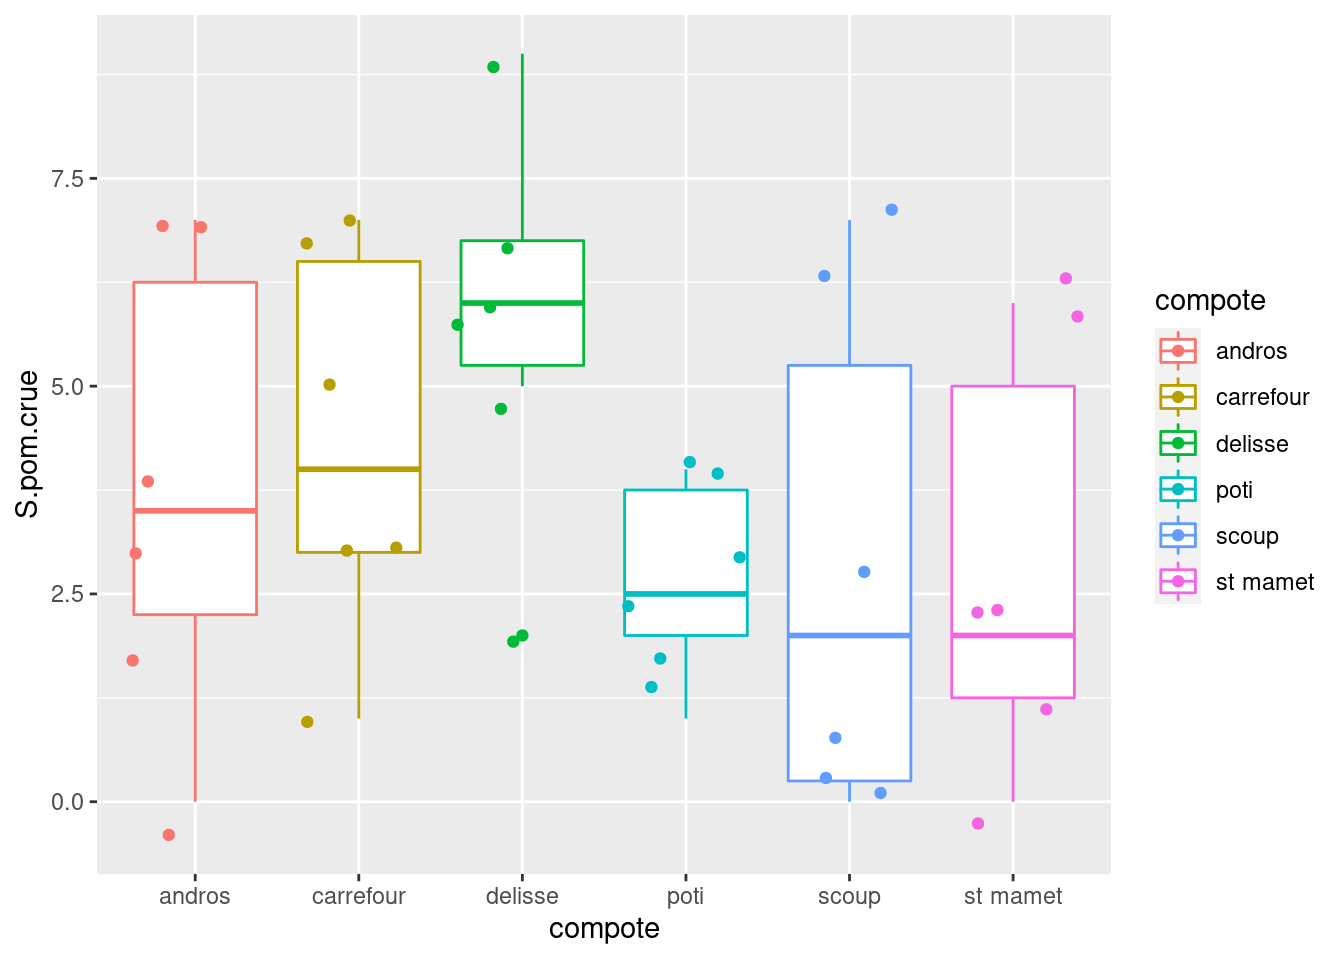 S.pom.crue
7.5
5.0
2.5
0.0
andros carrefour delisse poti scoup st mamet
compote
compote
andros
carrefour
delisse
poti
scoup
st mamet